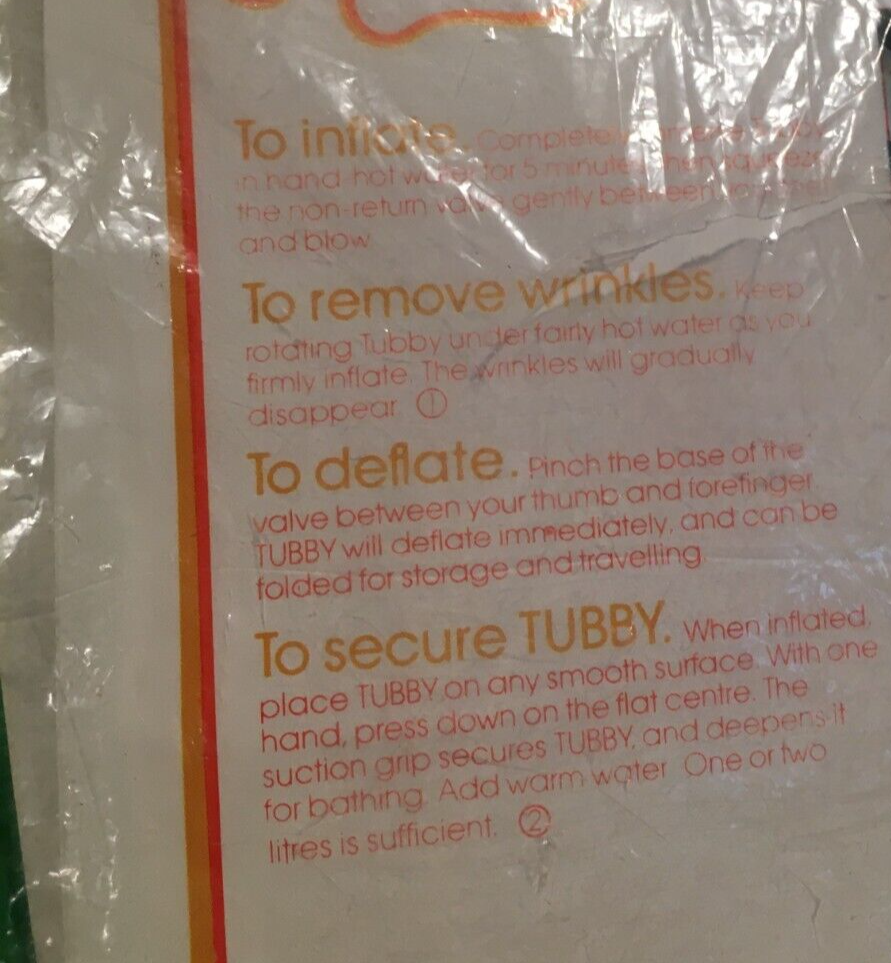 To inflate. Completely immerse Tubby
in hand-hot water for 5 minutes then squeeze
the non-return valve gently between
and blow
To remove wrinkles. Keep
rotating Tubby under fairly hot water as you
firmly inflate. The wrinkles will gradually
disappear. ①
To deflate. Pinch the base of the
valve between your thumb and forefinger.
TUBBY will deflate immediately, and can be
folded for storage and travelling.
To secure TUBBY. When inflated,
place TUBBY on any smooth surface. With one
hand, press down on the flat centre. The
suction grip secures TUBBY, and deepens it
for bathing. Add warm water. One or two
litres is sufficient. ②